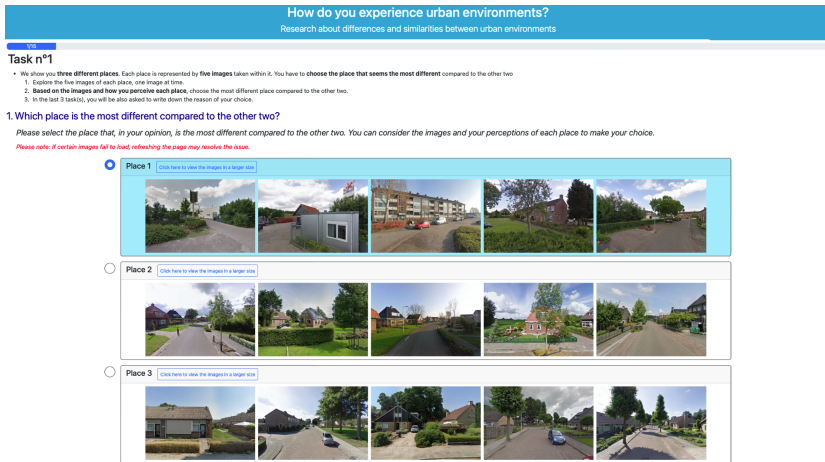 How do you experience urban environments?
Research about differences and similarities between urban environments
1/15
Task n°1
• We show you three different places. Each place is represented by five images taken within it. You have to choose the place that seems the most different compared to the other two
1. Explore the five images of each place, one image at time.
2. Based on the images and how you perceive each place, choose the most different place compared to the other two.
3. In the last 3 task(s), you will be also asked to write down the reason of your choice.
1. Which place is the most different compared to the other two?
Please select the place that, in your opinion, is the most different compared to the other two. You can consider the images and your perceptions of each place to make your choice.
Please note: if certain images fail to load, refreshing the page may resolve the issue.
Place 1 Click here to view the images in a larger size
Place 2 Click here to view the images in a larger size
Place 3 Click here to view the images in a larger size